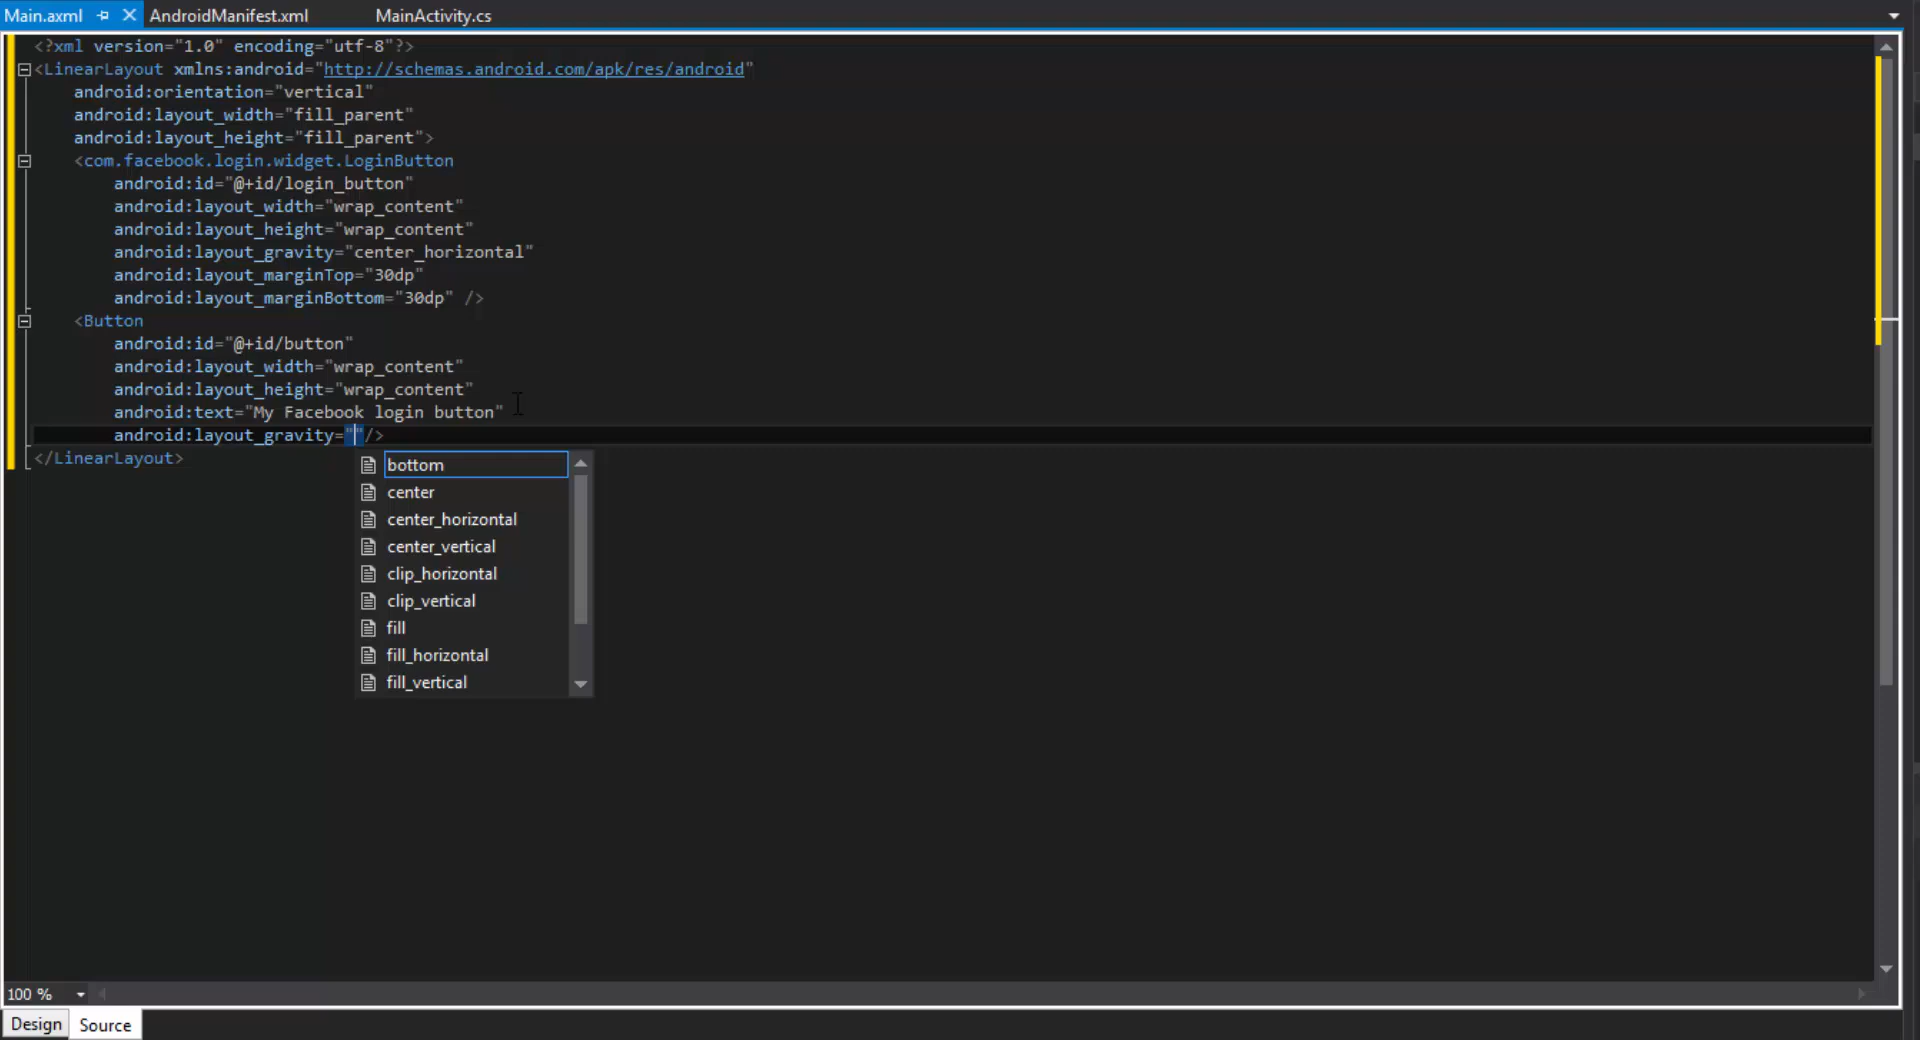 Main.axml AndroidManifest.xml MainActivity.cs
<?xml version="1.0" encoding="utf-8"?>
<LinearLayout xmlns:android="http://schemas.android.com/apk/res/android"
android:orientation="vertical"
android:layout_width="fill_parent"
android:layout_height="fill_parent">
<com.facebook.login.widget.LoginButton
android:id="@+id/login_button"
android:layout_width="wrap_content"
android:layout_height="wrap_content"
android:layout_gravity="center_horizontal"
android:layout_marginTop="30dp"
android:layout_marginBottom="30dp" />
<Button
android:id="@+id/button"
android:layout_width="wrap_content"
android:layout_height="wrap_content"
android:text="My Facebook login button"
android:layout_gravity=""/>
</LinearLayout>
bottom
center
center_horizontal
center_vertical
clip_horizontal
clip_vertical
fill
fill_horizontal
fill_vertical
100 %
Design Source